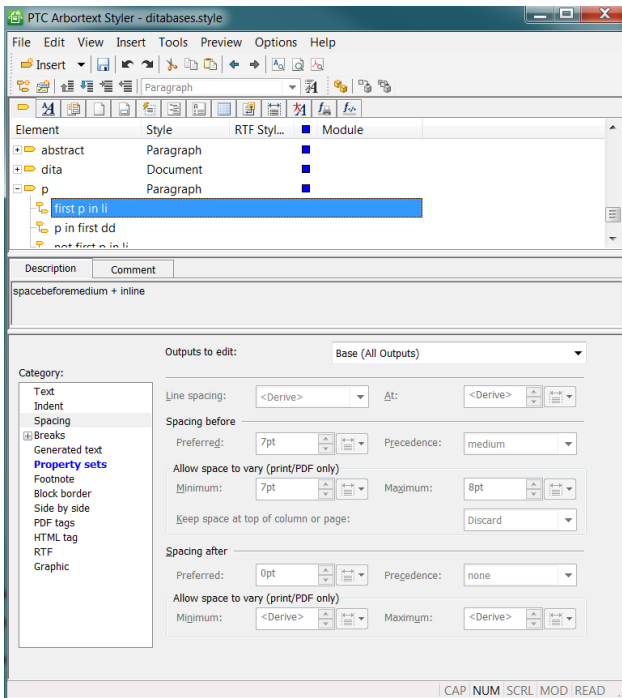 PTC Arbortext Styler - ditabases.style
File Edit View Insert Tools Preview Options Help
Insert
Paragraph
Element Style RTF Styl... Module
abstract Paragraph
dita Document
p Paragraph
first p in li
p in first dd
not first p in li
Description Comment
spacebeforemedium + inline
Outputs to edit: Base (All Outputs)
Category:
Text
Indent
Spacing
Breaks
Generated text
Property sets
Footnote
Block border
Side by side
PDF tags
HTML tag
RTF
Graphic
Line spacing: <Derive> At: <Derive>
Spacing before
Preferred: 7pt Precedence: medium
Allow space to vary (print/PDF only)
Minimum: 7pt Maximum: 8pt
Keep space at top of column or page: Discard
Spacing after
Preferred: 0pt Precedence: none
Allow space to vary (print/PDF only)
Minimum: <Derive> Maximum: <Derive>
CAP NUM SCRL MOD READ